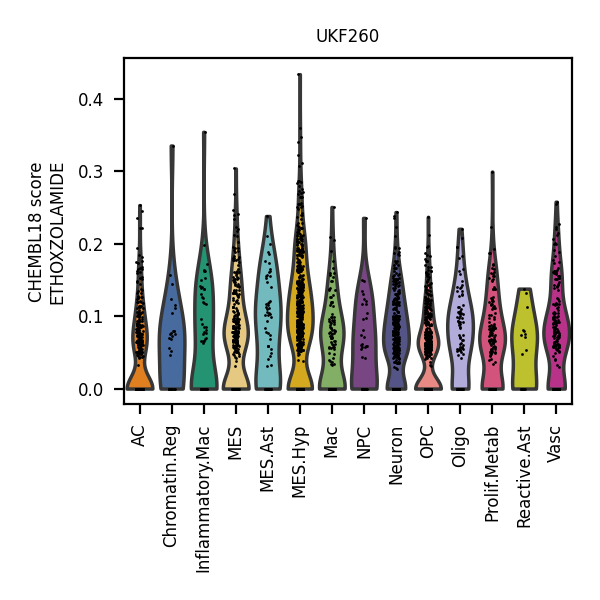 UKF260
CHEMBL18 score
ETHOXZOLAMIDE
0.4
0.3
0.2
0.1
0.0
AC
Chromatin.Reg
Inflammatory.Mac
MES
MES.Ast
MES.Hyp
Mac
NPC
Neuron
OPC
Oligo
Prolif.Metab
Reactive.Ast
Vasc